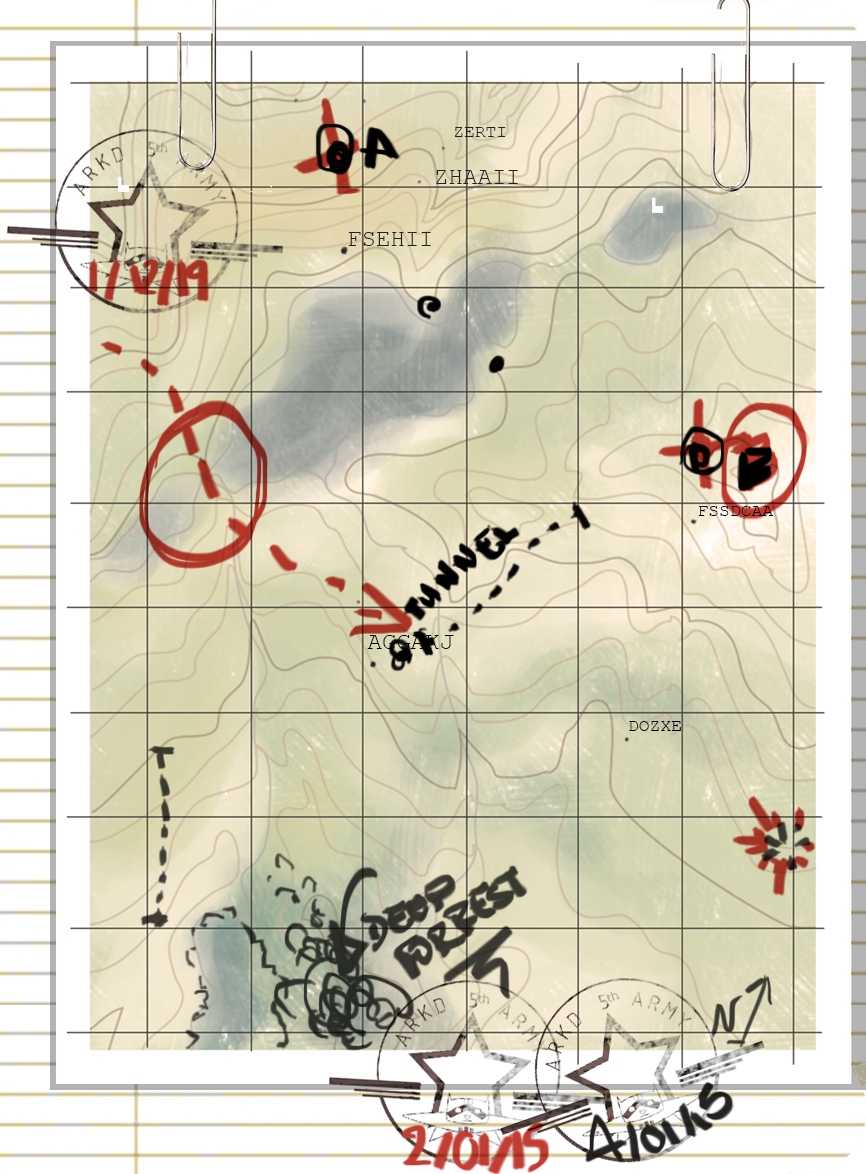 A
ZERTI
ZHAAII
ARKD 5th ARMY
FSEHII
1/12/19
FSSDCAA
TUNNEL
AGGAKJ
DOZXE
DEEP
FORREST
N
ARKD 5th ARMY
ARKD 5th ARMY
2/01/15
4/01/15